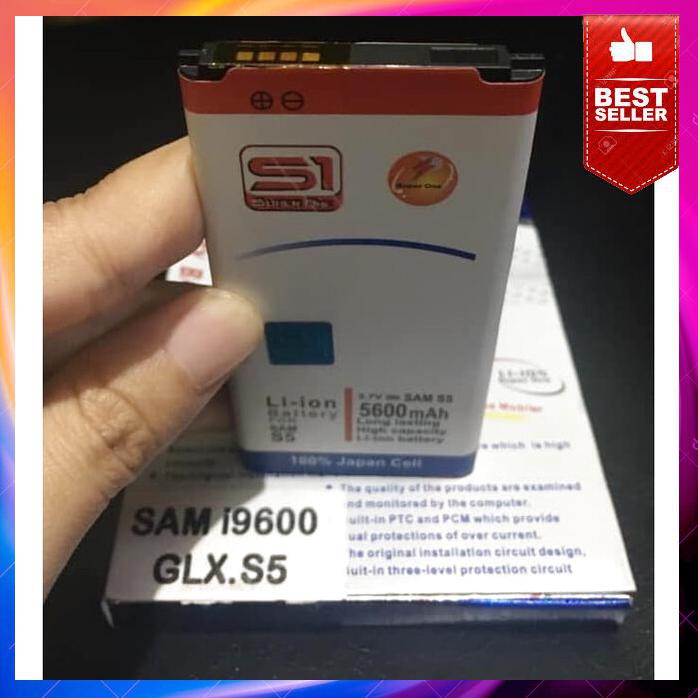 BEST
SELLER
S1
Super One
Li-ion
Battery
FOR
SAM
S5
3.7V SAM S5
5600mAh
Long lasting
High capacity
Li-ion battery
100% Japan Cell
LI-ION
which is high
The quality of the products are examined
and monitored by the computer.
uilt-in PTC and PCM which provide
ual protections of over current.
he original installation circuit design,
uilt-in three-level protection circuit
SAM i9600
GLX.S5